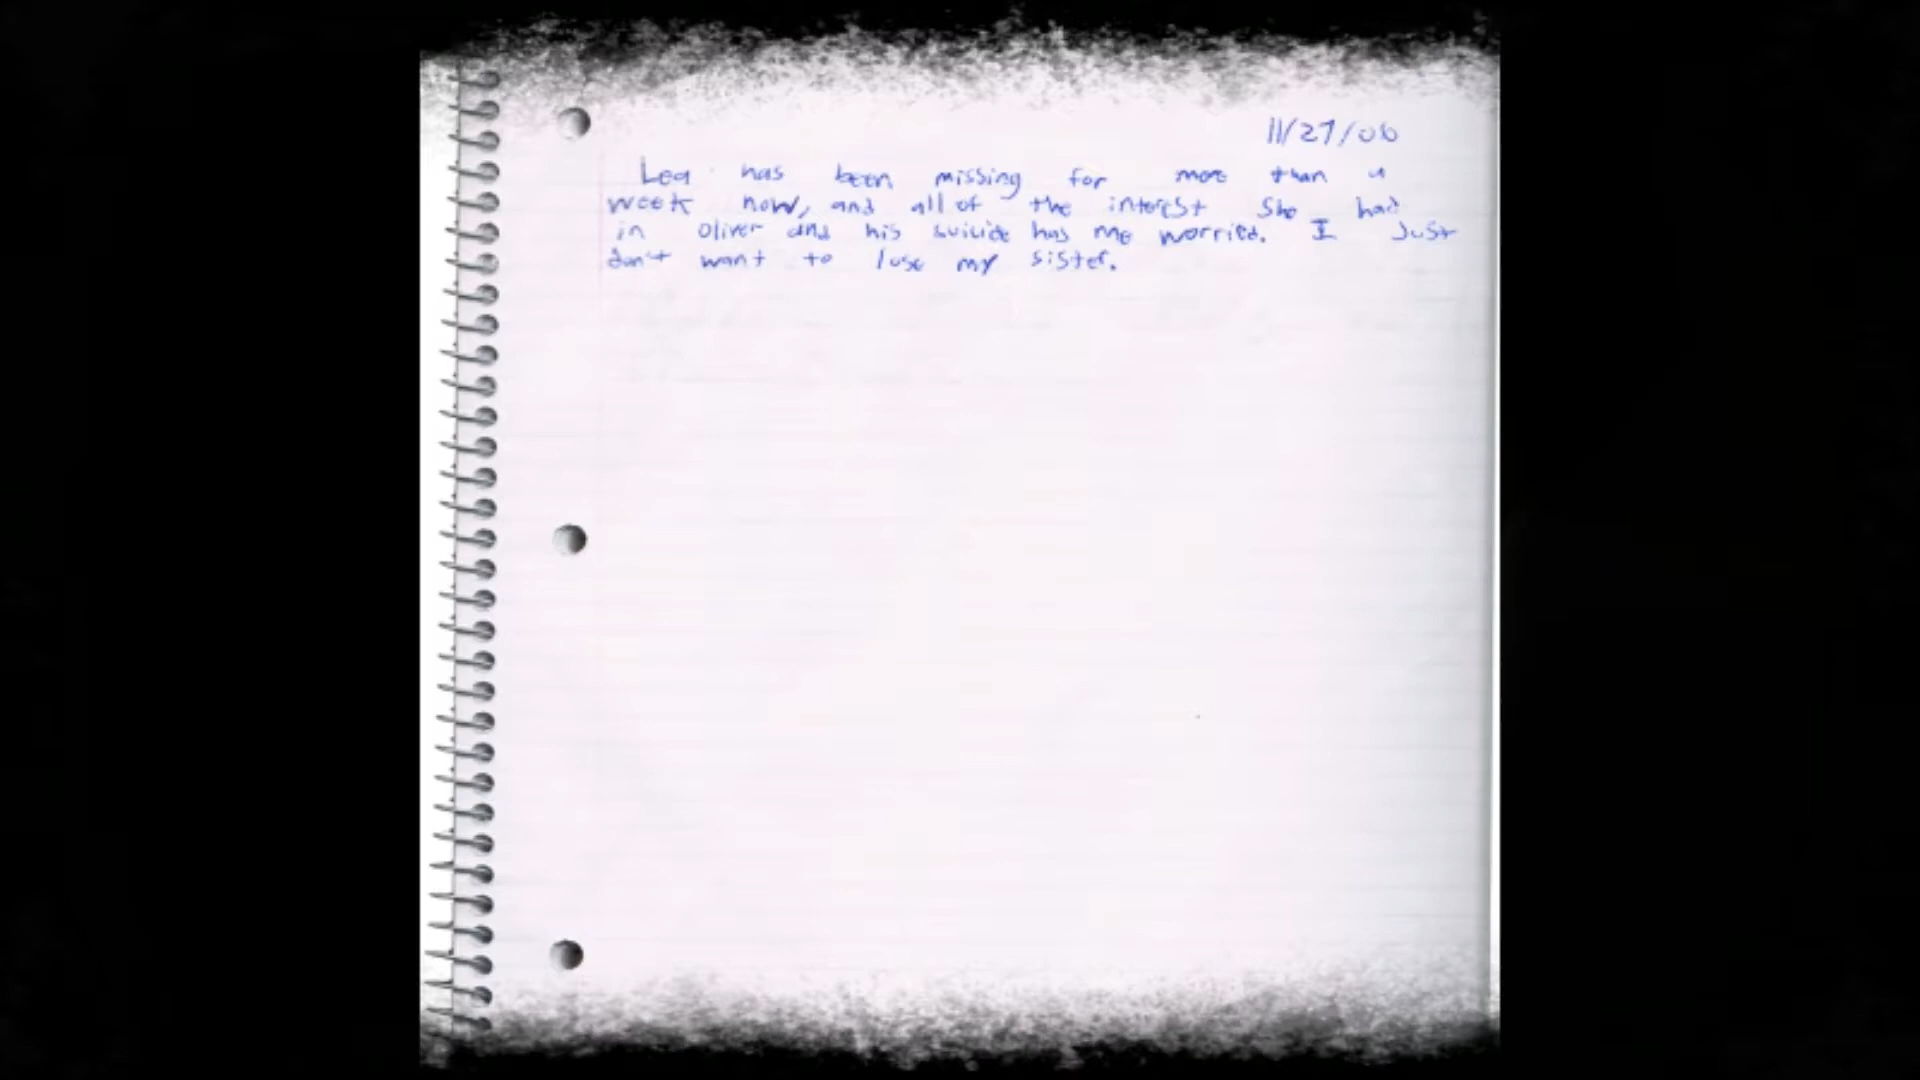 11/27/06
Lea has been missing for more than a
week now, and all of the interest she had
in Oliver and his suicide has me worried. I just
don't want to lose my sister.